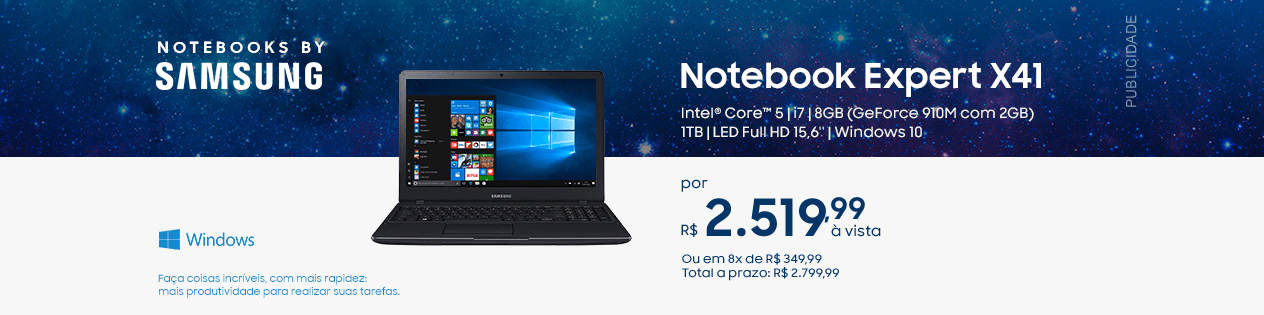 NOTEBOOKS BY
SAMSUNG
Notebook Expert X41
Intel® Core™ 5 | i7 | 8GB (GeForce 910M com 2GB)
1TB | LED Full HD 15,6'' | Windows 10
PUBLICIDADE
SAMSUNG
por
R$ 2.519,99
à vista
Ou em 8x de R$ 349,99
Total a prazo: R$ 2.799,99
Windows
Faça coisas incríveis, com mais rapidez:
mais produtividade para realizar suas tarefas.